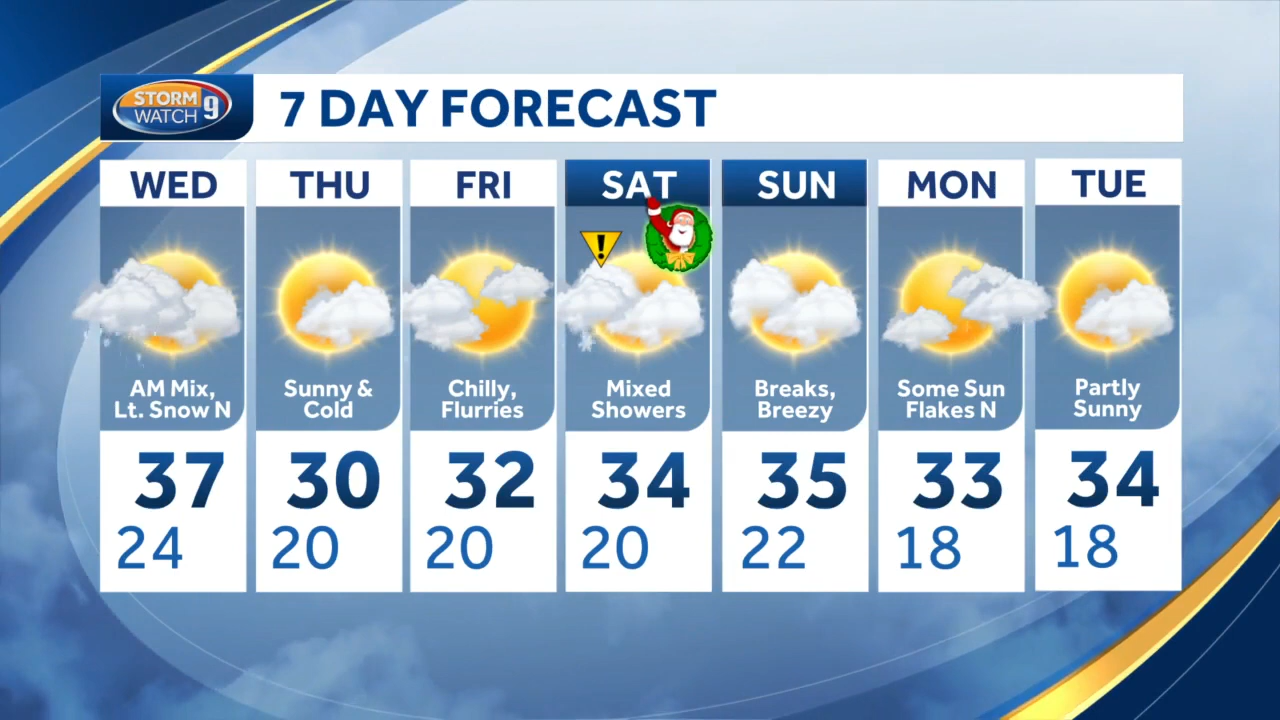 STORM
WATCH 9
7 DAY FORECAST
WED
AM Mix,
Lt. Snow N
37
24
THU
Sunny &
Cold
30
20
FRI
Chilly,
Flurries
32
20
SAT
!
Mixed
Showers
34
20
SUN
Breaks,
Breezy
35
22
MON
Some Sun
Flakes N
33
18
TUE
Partly
Sunny
34
18